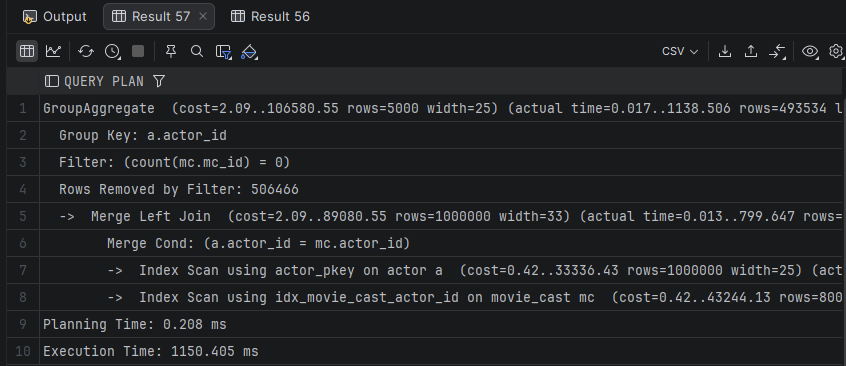 Output Result 57 Result 56
CSV
QUERY PLAN
1 GroupAggregate (cost=2.09..106580.55 rows=5000 width=25) (actual time=0.017..1138.506 rows=493534 l
2 Group Key: a.actor_id
3 Filter: (count(mc.mc_id) = 0)
4 Rows Removed by Filter: 506466
5 -> Merge Left Join (cost=2.09..89080.55 rows=1000000 width=33) (actual time=0.013..799.647 rows=
6 Merge Cond: (a.actor_id = mc.actor_id)
7 -> Index Scan using actor_pkey on actor a (cost=0.42..33336.43 rows=1000000 width=25) (act
8 -> Index Scan using idx_movie_cast_actor_id on movie_cast mc (cost=0.42..43244.13 rows=800
9 Planning Time: 0.208 ms
10 Execution Time: 1150.405 ms